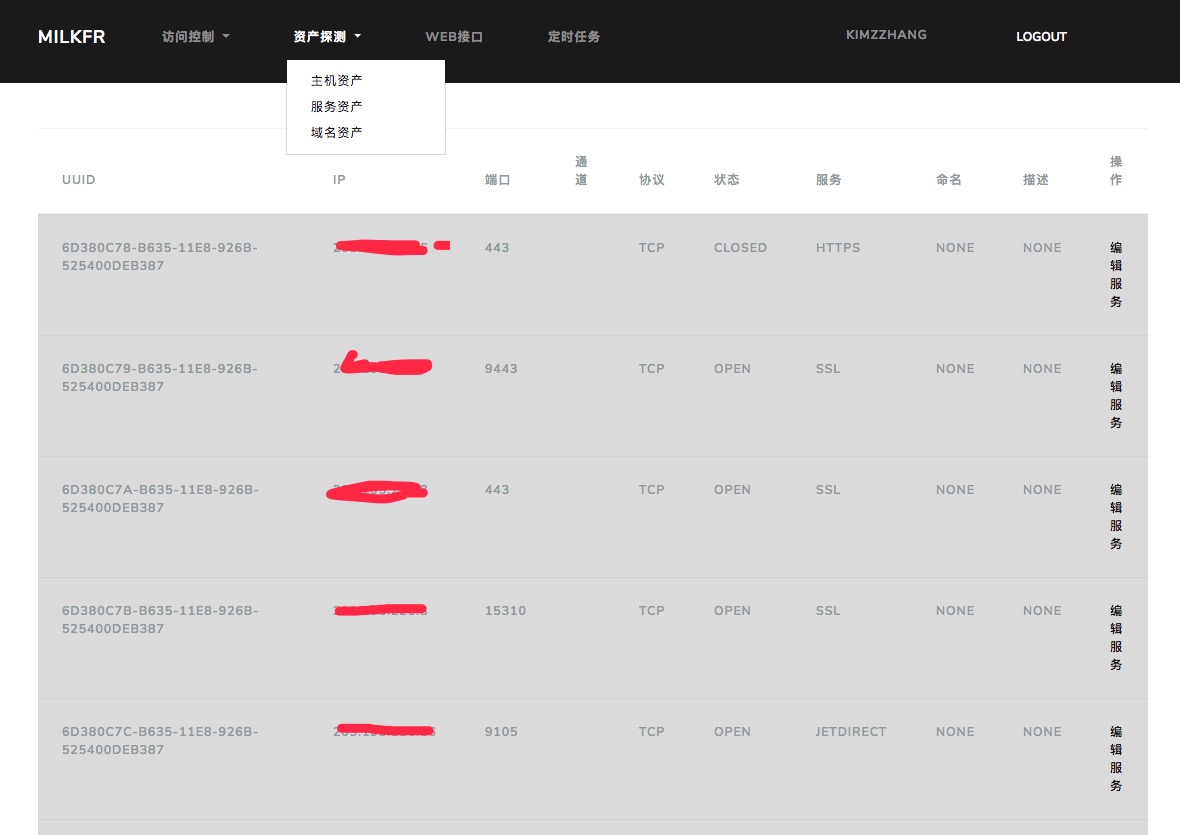 MILKFR 访问控制 资产探测 WEB接口 定时任务 KIMZZHANG LOGOUT
主机资产
服务资产
域名资产
UUID IP 端口 通道 协议 状态 服务 命名 描述 操作
6D380C78-B635-11E8-926B-525400DEB387 443 TCP CLOSED HTTPS NONE NONE 编辑服务
6D380C79-B635-11E8-926B-525400DEB387 9443 TCP OPEN SSL NONE NONE 编辑服务
6D380C7A-B635-11E8-926B-525400DEB387 443 TCP OPEN SSL NONE NONE 编辑服务
6D380C7B-B635-11E8-926B-525400DEB387 15310 TCP OPEN SSL NONE NONE 编辑服务
6D380C7C-B635-11E8-926B-525400DEB387 9105 TCP OPEN JETDIRECT NONE NONE 编辑服务